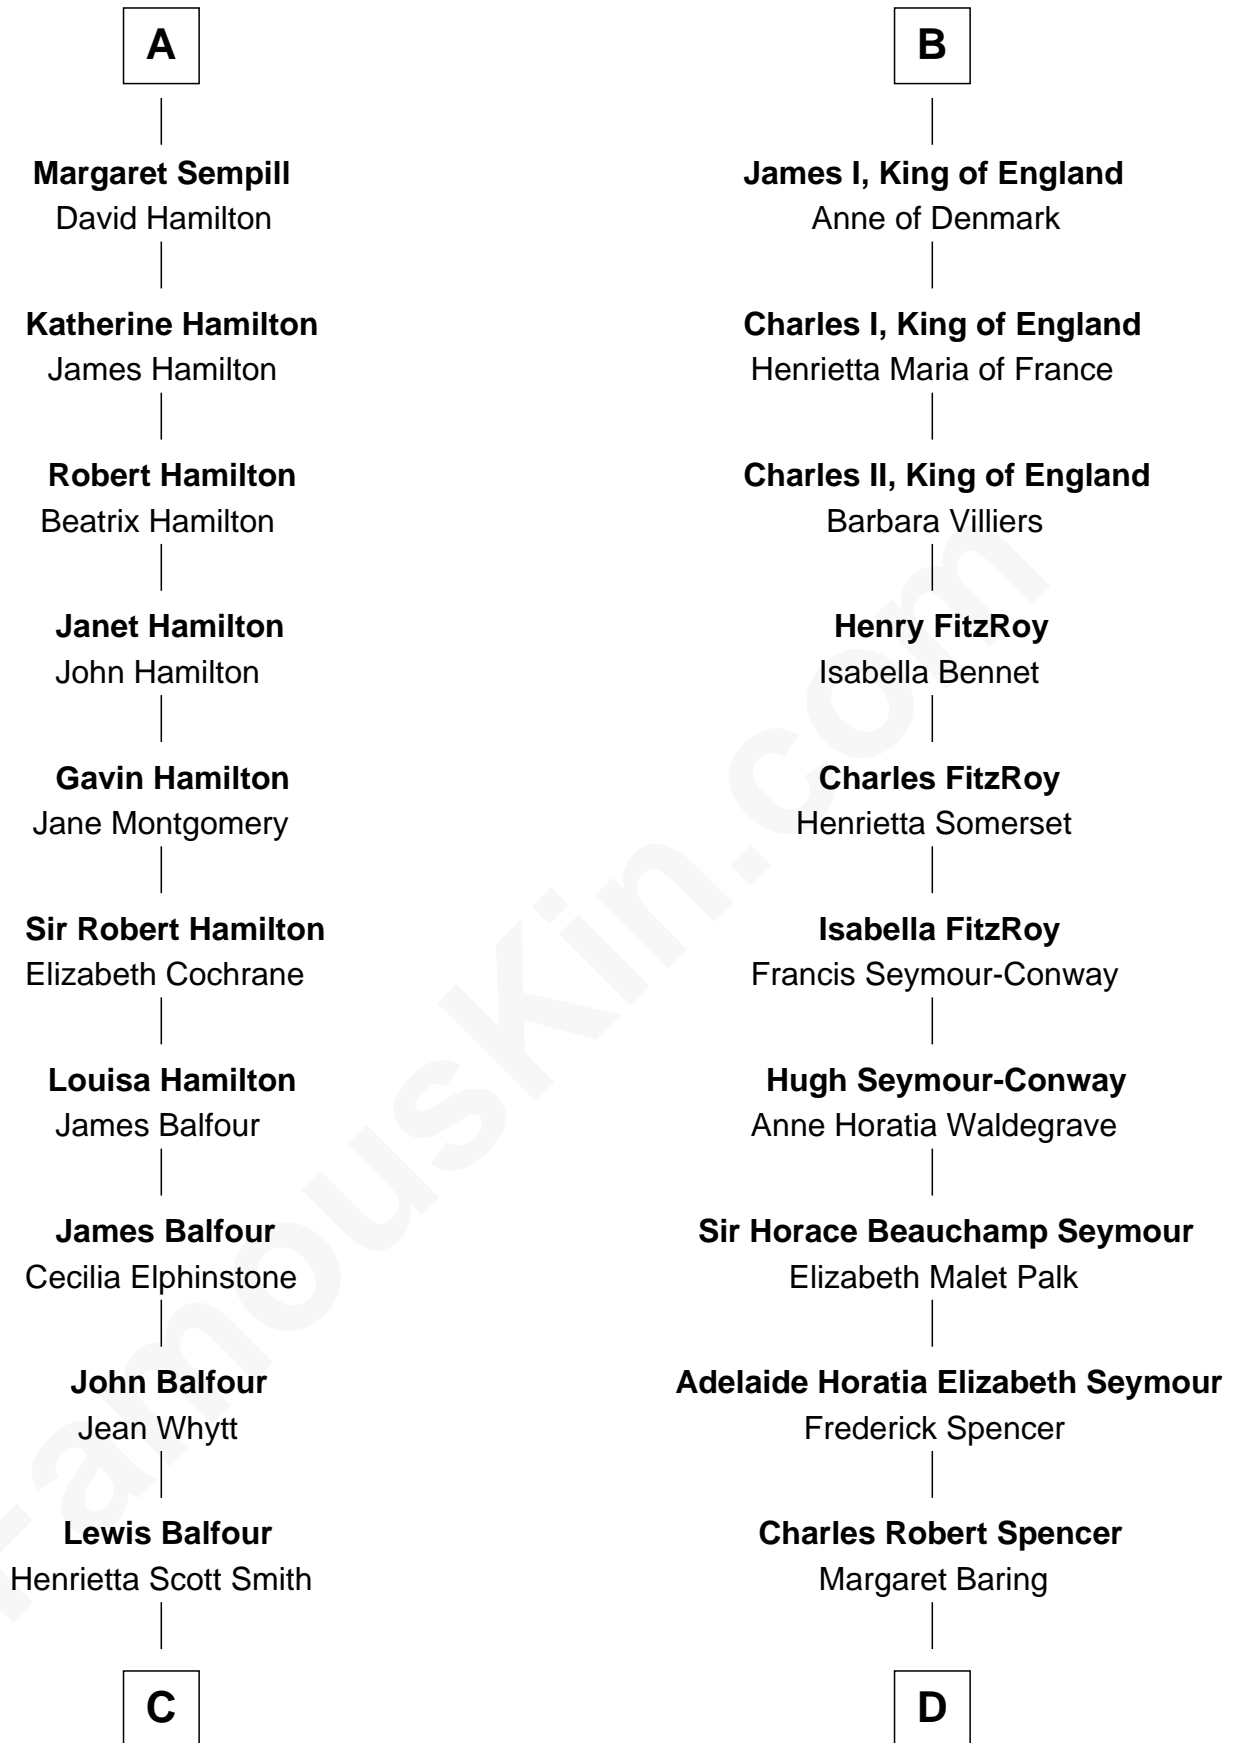 A
Margaret Sempill
David Hamilton
Katherine Hamilton
James Hamilton
Robert Hamilton
Beatrix Hamilton
Janet Hamilton
John Hamilton
Gavin Hamilton
Jane Montgomery
Sir Robert Hamilton
Elizabeth Cochrane
Louisa Hamilton
James Balfour
James Balfour
Cecilia Elphinstone
John Balfour
Jean Whytt
Lewis Balfour
Henrietta Scott Smith
C
B
James I, King of England
Anne of Denmark
Charles I, King of England
Henrietta Maria of France
Charles II, King of England
Barbara Villiers
Henry FitzRoy
Isabella Bennet
Charles FitzRoy
Henrietta Somerset
Isabella FitzRoy
Francis Seymour-Conway
Hugh Seymour-Conway
Anne Horatia Waldegrave
Sir Horace Beauchamp Seymour
Elizabeth Malet Palk
Adelaide Horatia Elizabeth Seymour
Frederick Spencer
Charles Robert Spencer
Margaret Baring
D
FamousKin.com